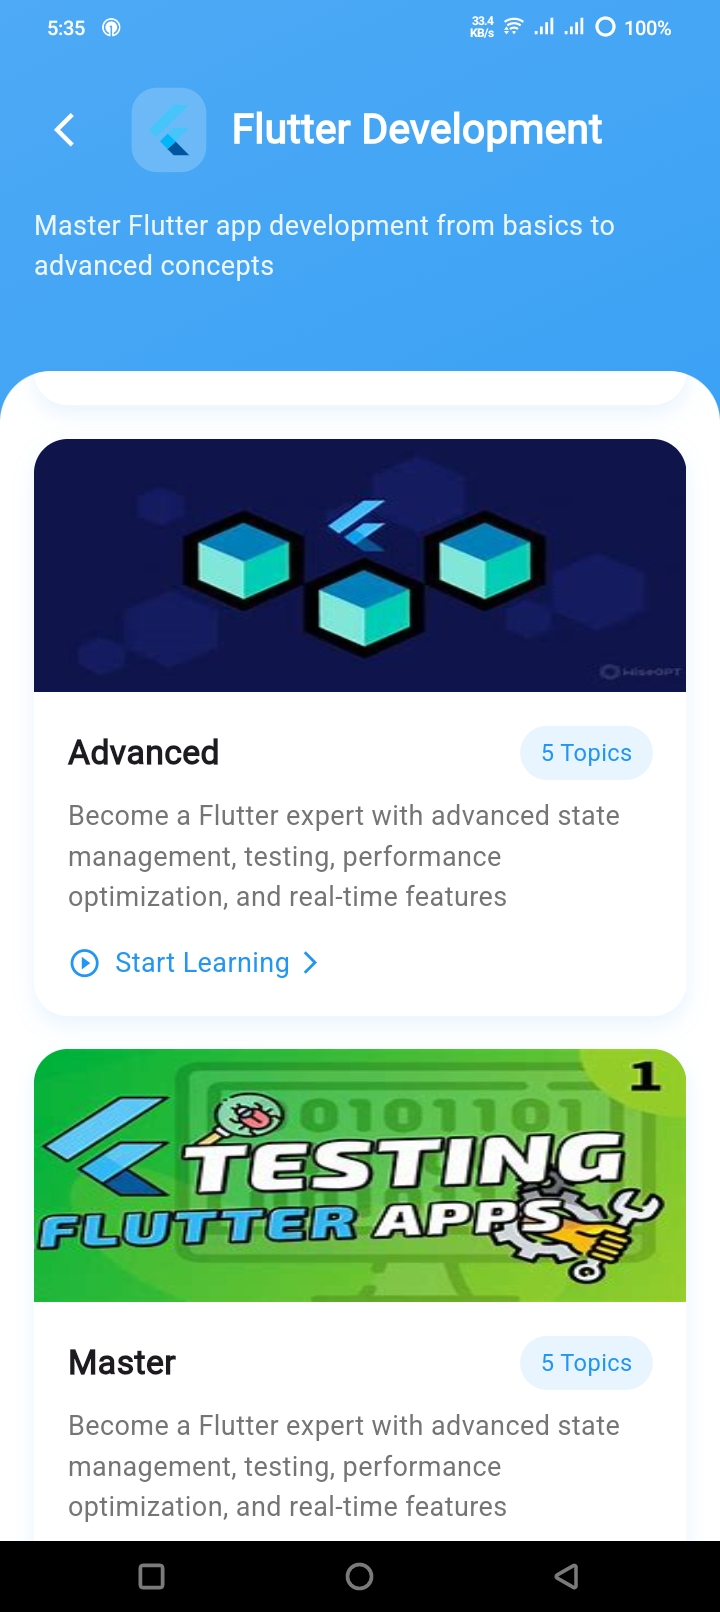 5:35
33.4
KB/s
100%
Flutter Development
Master Flutter app development from basics to
advanced concepts
WiseOPT
Advanced
5 Topics
Become a Flutter expert with advanced state
management, testing, performance
optimization, and real-time features
Start Learning
1
0101101
TESTING
FLUTTER APPS
Master
5 Topics
Become a Flutter expert with advanced state
management, testing, performance
optimization, and real-time features